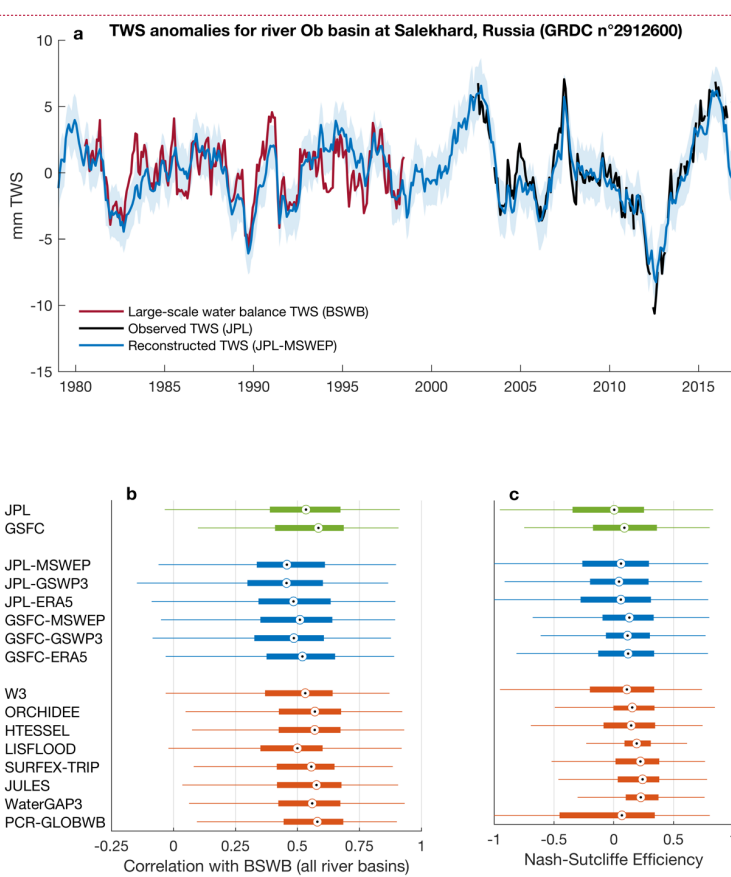 a TWS anomalies for river Ob basin at Salekhard, Russia (GRDC n°2912600)
10
5
0
-5
-10
-15
mm TWS
Large-scale water balance TWS (BSWB)
Observed TWS (JPL)
Reconstructed TWS (JPL-MSWEP)
1980 1985 1990 1995 2000 2005 2010 2015
b c
JPL
GSFC
JPL-MSWEP
JPL-GSWP3
JPL-ERA5
GSFC-MSWEP
GSFC-GSWP3
GSFC-ERA5
W3
ORCHIDEE
HTESSEL
LISFLOOD
SURFEX-TRIP
JULES
WaterGAP3
PCR-GLOBWB
-0.25 0 0.25 0.5 0.75 1 -1 -0.5 0 0.5 1
Correlation with BSWB (all river basins) Nash-Sutcliffe Efficiency